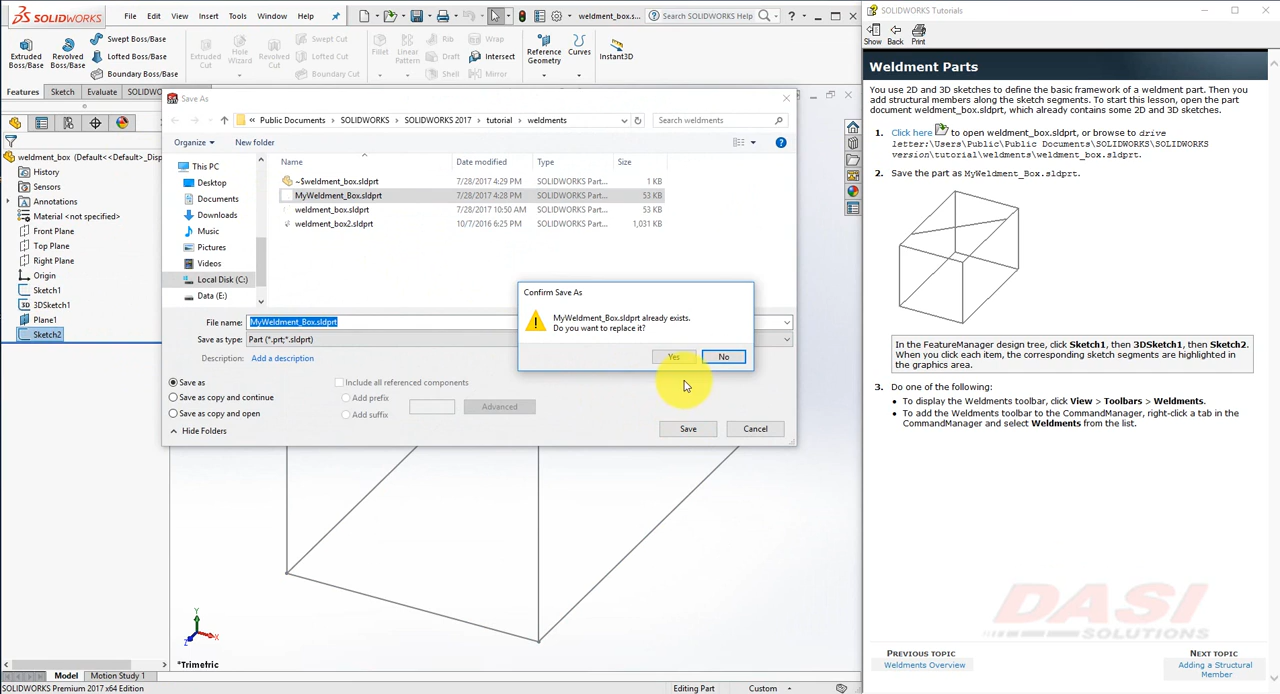 SOLIDWORKS
File Edit View Insert Tools Window Help
weldment_box.s...
Search SOLIDWORKS Help
Extruded Boss/Base
Revolved Boss/Base
Swept Boss/Base
Lofted Boss/Base
Boundary Boss/Base
Extruded Cut
Hole Wizard
Revolved Cut
Swept Cut
Lofted Cut
Boundary Cut
Fillet
Linear Pattern
Rib
Draft
Shell
Wrap
Intersect
Mirror
Reference Geometry
Curves
Instant3D
Features Sketch Evaluate SOLIDWO
weldment_box (Default<<Default>_Disp
History
Sensors
Annotations
Material <not specified>
Front Plane
Top Plane
Right Plane
Origin
Sketch1
3DSketch1
Plane1
Sketch2
Save As
« Public Documents > SOLIDWORKS > SOLIDWORKS 2017 > tutorial > weldments
Search weldments
Organize New folder
This PC
Desktop
Documents
Downloads
Music
Pictures
Videos
Local Disk (C:)
Data (E:)
Name Date modified Type Size
~$weldment_box.sldprt 7/28/2017 4:29 PM SOLIDWORKS Part... 1 KB
MyWeldment_Box.sldprt 7/28/2017 4:28 PM SOLIDWORKS Part... 53 KB
weldment_box.sldprt 7/28/2017 10:50 AM SOLIDWORKS Part... 53 KB
weldment_box2.sldprt 10/7/2016 6:25 PM SOLIDWORKS Part... 1,031 KB
File name: MyWeldment_Box.sldprt
Save as type: Part (*.prt;*.sldprt)
Description: Add a description
Save as
Save as copy and continue
Save as copy and open
Include all referenced components
Add prefix
Add suffix
Advanced
Hide Folders
Save Cancel
Confirm Save As
MyWeldment_Box.sldprt already exists.
Do you want to replace it?
Yes No
Y
X
Z
*Trimetric
Model Motion Study 1
SOLIDWORKS Premium 2017 x64 Edition
Editing Part Custom
SOLIDWORKS Tutorials
Show Back Print
Weldment Parts
You use 2D and 3D sketches to define the basic framework of a weldment part. Then you
add structural members along the sketch segments. To start this lesson, open the part
document weldment_box.sldprt, which already contains some 2D and 3D sketches.
1. Click here to open weldment_box.sldprt, or browse to drive
letter:\Users\Public\Public Documents\SOLIDWORKS\SOLIDWORKS
version\tutorial\weldments\weldment_box.sldprt.
2. Save the part as MyWeldment_Box.sldprt.
In the FeatureManager design tree, click Sketch1, then 3DSketch1, then Sketch2.
When you click each item, the corresponding sketch segments are highlighted in
the graphics area.
3. Do one of the following:
• To display the Weldments toolbar, click View > Toolbars > Weldments.
• To add the Weldments toolbar to the CommandManager, right-click a tab in the
CommandManager and select Weldments from the list.
DASI
SOLUTIONS
PREVIOUS TOPIC
Weldments Overview
NEXT TOPIC
Adding a Structural
Member